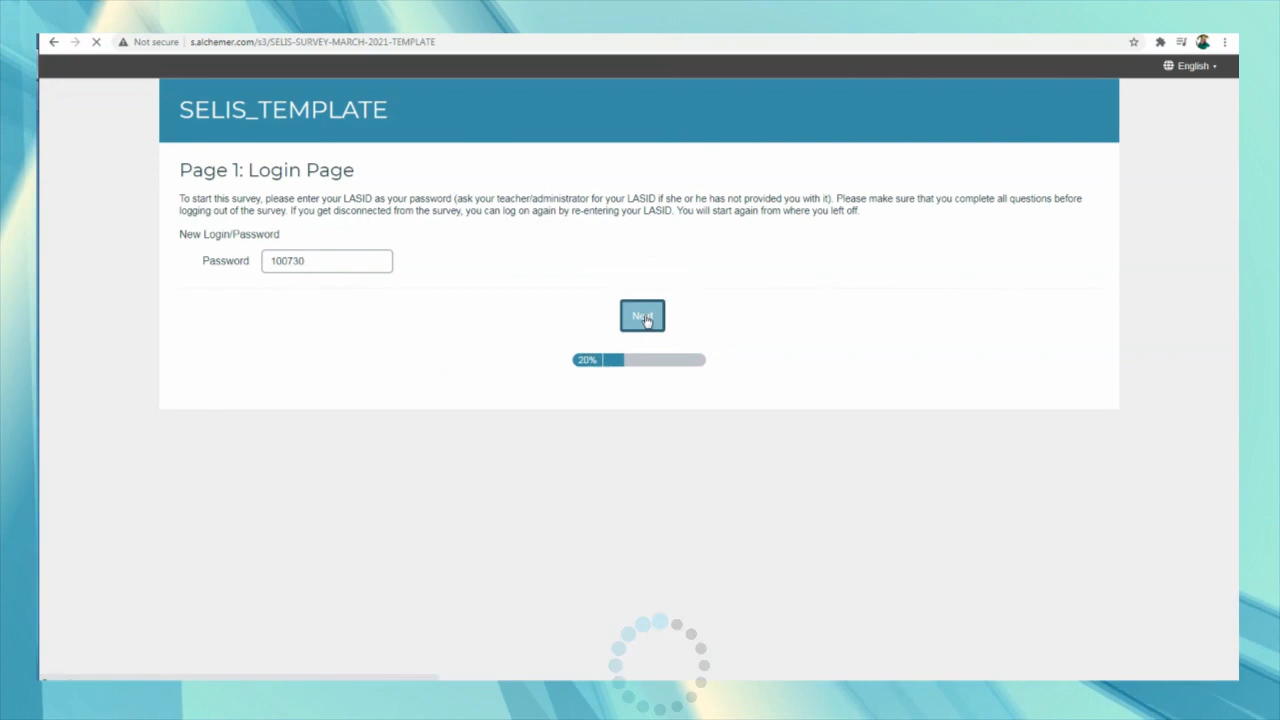 Not secure | s.alchemer.com/s3/SELIS-SURVEY-MARCH-2021-TEMPLATE
English
SELIS_TEMPLATE
Page 1: Login Page
To start this survey, please enter your LASID as your password (ask your teacher/administrator for your LASID if she or he has not provided you with it). Please make sure that you complete all questions before
logging out of the survey. If you get disconnected from the survey, you can log on again by re-entering your LASID. You will start again from where you left off.
New Login/Password
Password 100730
Next
20%